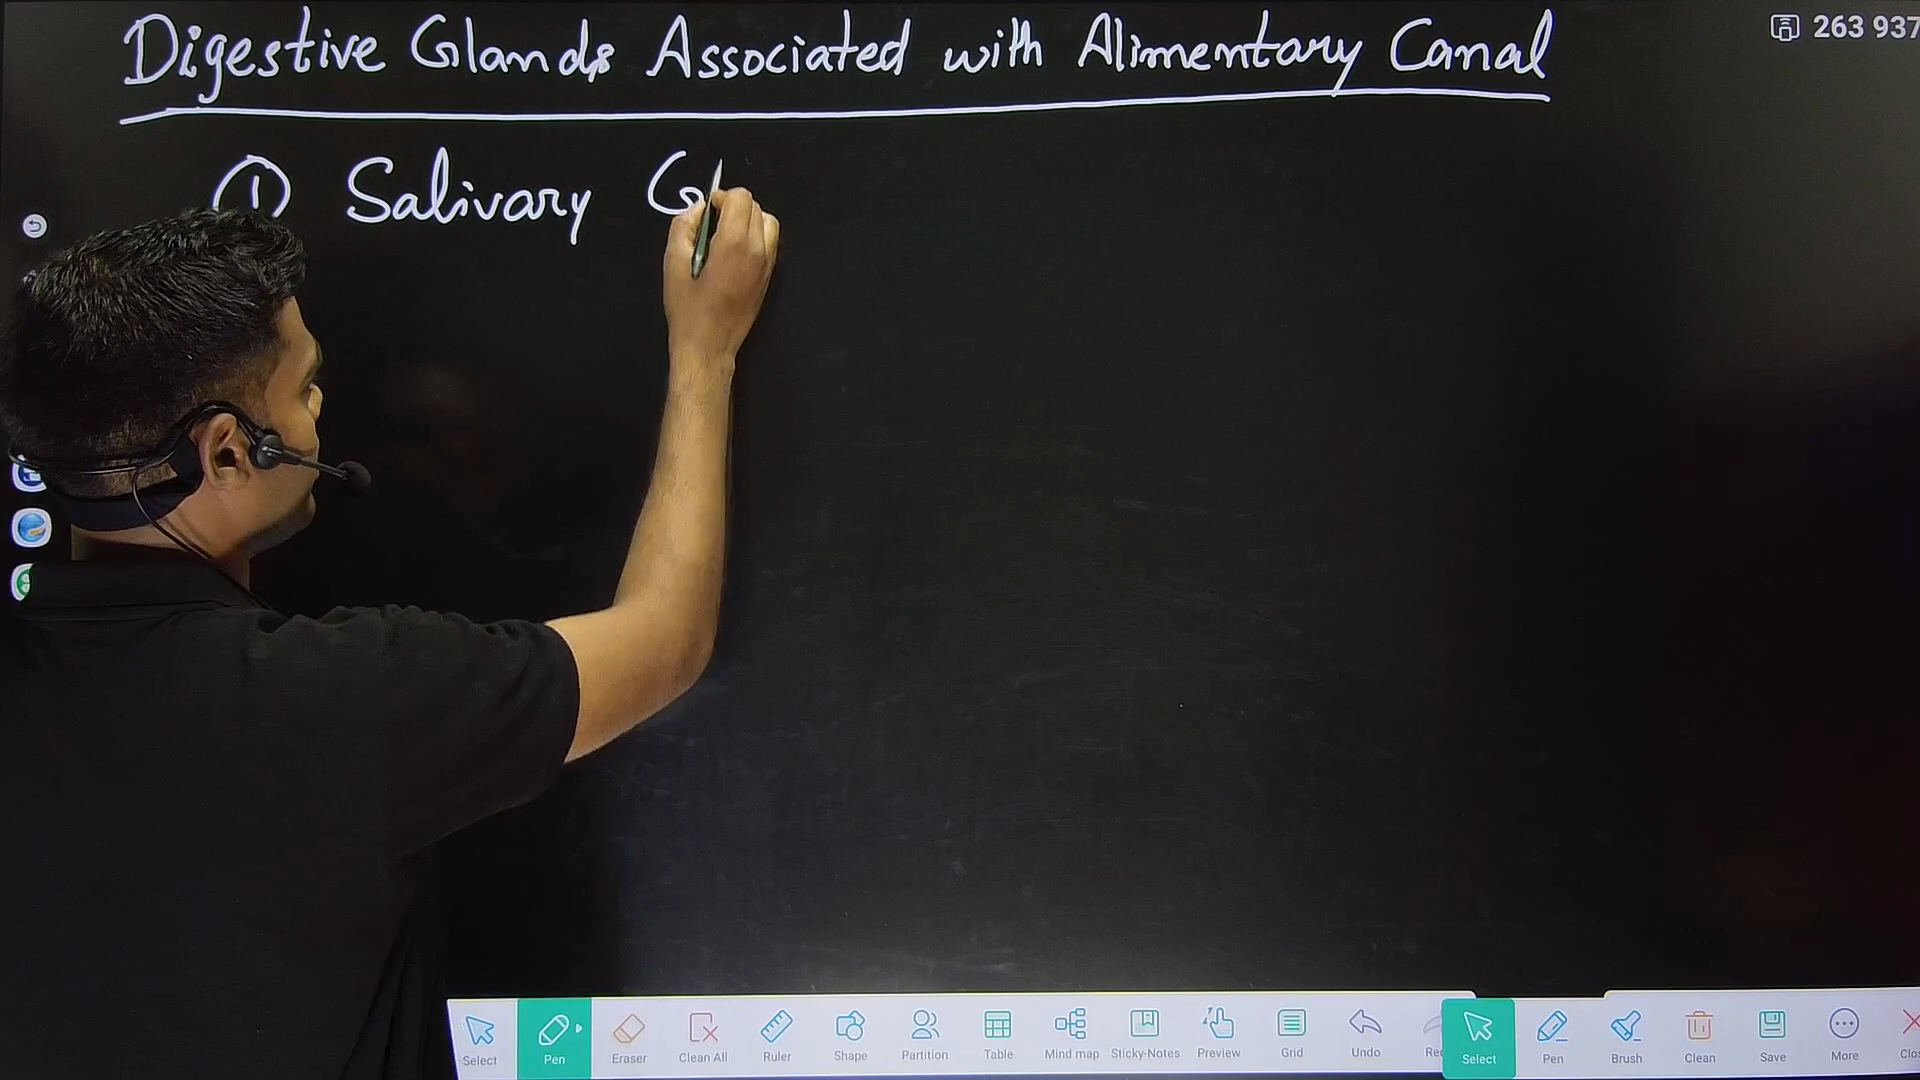 Digestive Glands Associated with Alimentary Canal
263 937
① Salivary G
Select Pen Eraser Clean All Ruler Shape Partition Table Mind map Sticky-Notes Preview Grid Undo Select Pen Brush Clean Save More